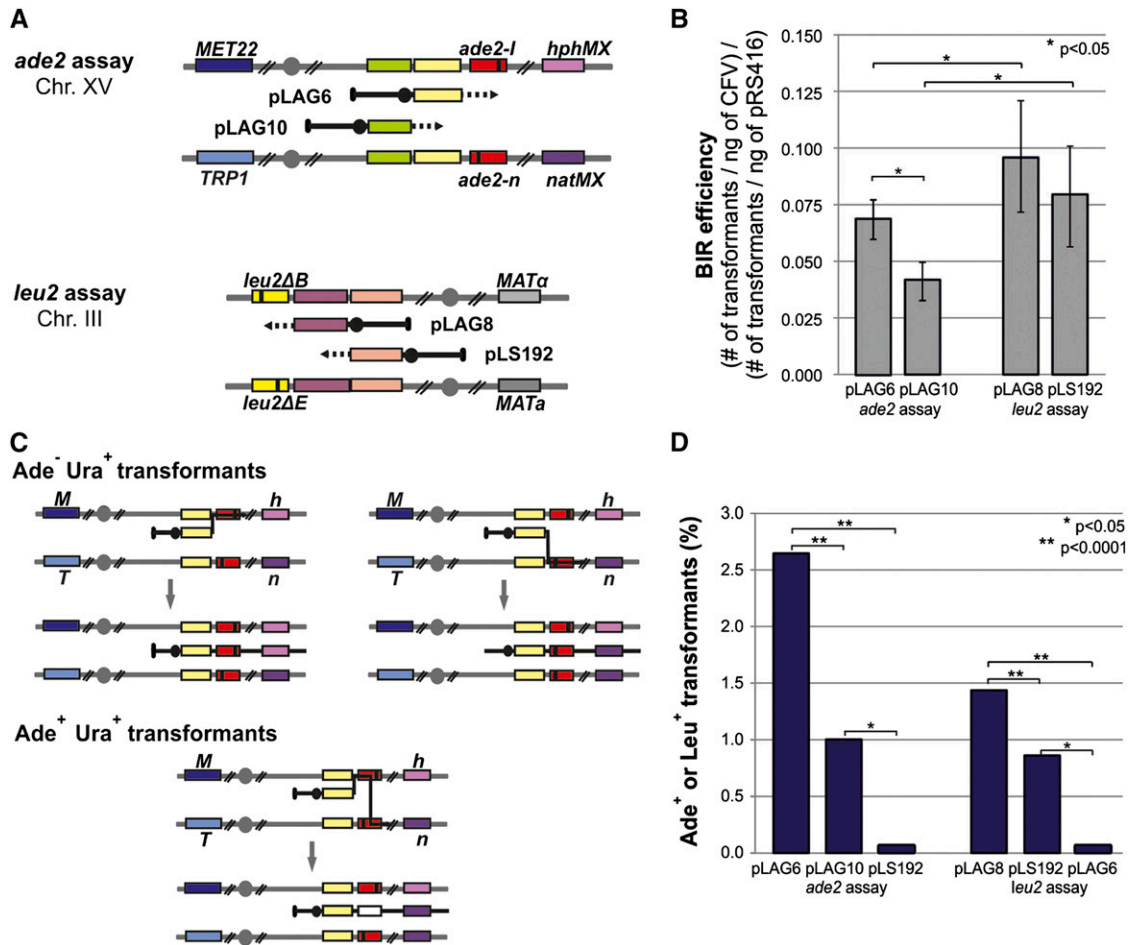 A
ade2 assay
Chr. XV
MET22
ade2-I
hphMX
pLAG6
pLAG10
TRP1
ade2-n
natMX
leu2 assay
Chr. III
leu2ΔB
MATα
pLAG8
pLS192
leu2ΔE
MATa
B
BIR efficiency
(# of transformants / ng of CFV) /
(# of transformants / ng of pRS416)
0.150
0.125
0.100
0.075
0.050
0.025
0.000
* p<0.05
*
*
*
pLAG6 pLAG10
ade2 assay
pLAG8 pLS192
leu2 assay
C
Ade- Ura+ transformants
M
h
T
n
M
h
T
n
Ade+ Ura+ transformants
M
h
T
n
D
Ade+ or Leu+ transformants (%)
3.0
2.5
2.0
1.5
1.0
0.5
0.0
* p<0.05
** p<0.0001
**
**
*
**
**
*
pLAG6 pLAG10 pLS192
ade2 assay
pLAG8 pLS192 pLAG6
leu2 assay